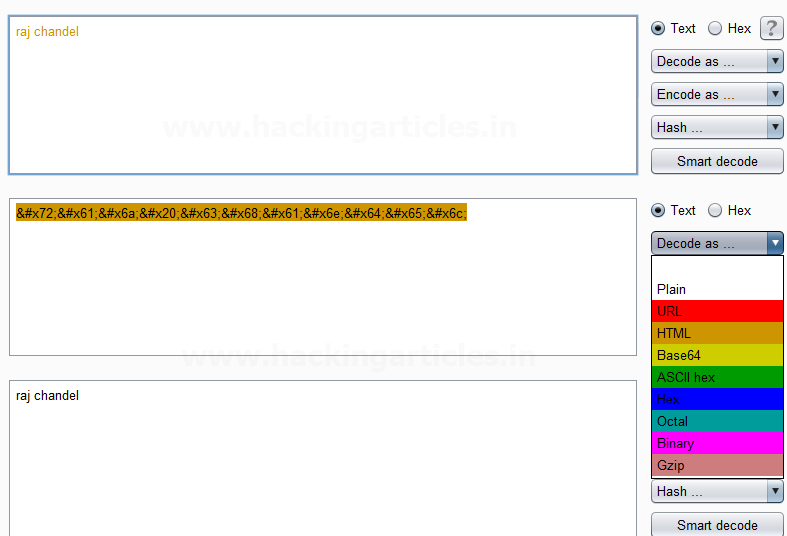 raj chandel
Text Hex ?
Decode as ...
Encode as ...
Hash ...
Smart decode
www.hackingarticles.in
&#x72;&#x61;&#x6a;&#x20;&#x63;&#x68;&#x61;&#x6e;&#x64;&#x65;&#x6c;
Text Hex
Decode as ...
Plain
URL
HTML
Base64
ASCII hex
Hex
Octal
Binary
Gzip
www.hackingarticles.in
raj chandel
Hash ...
Smart decode